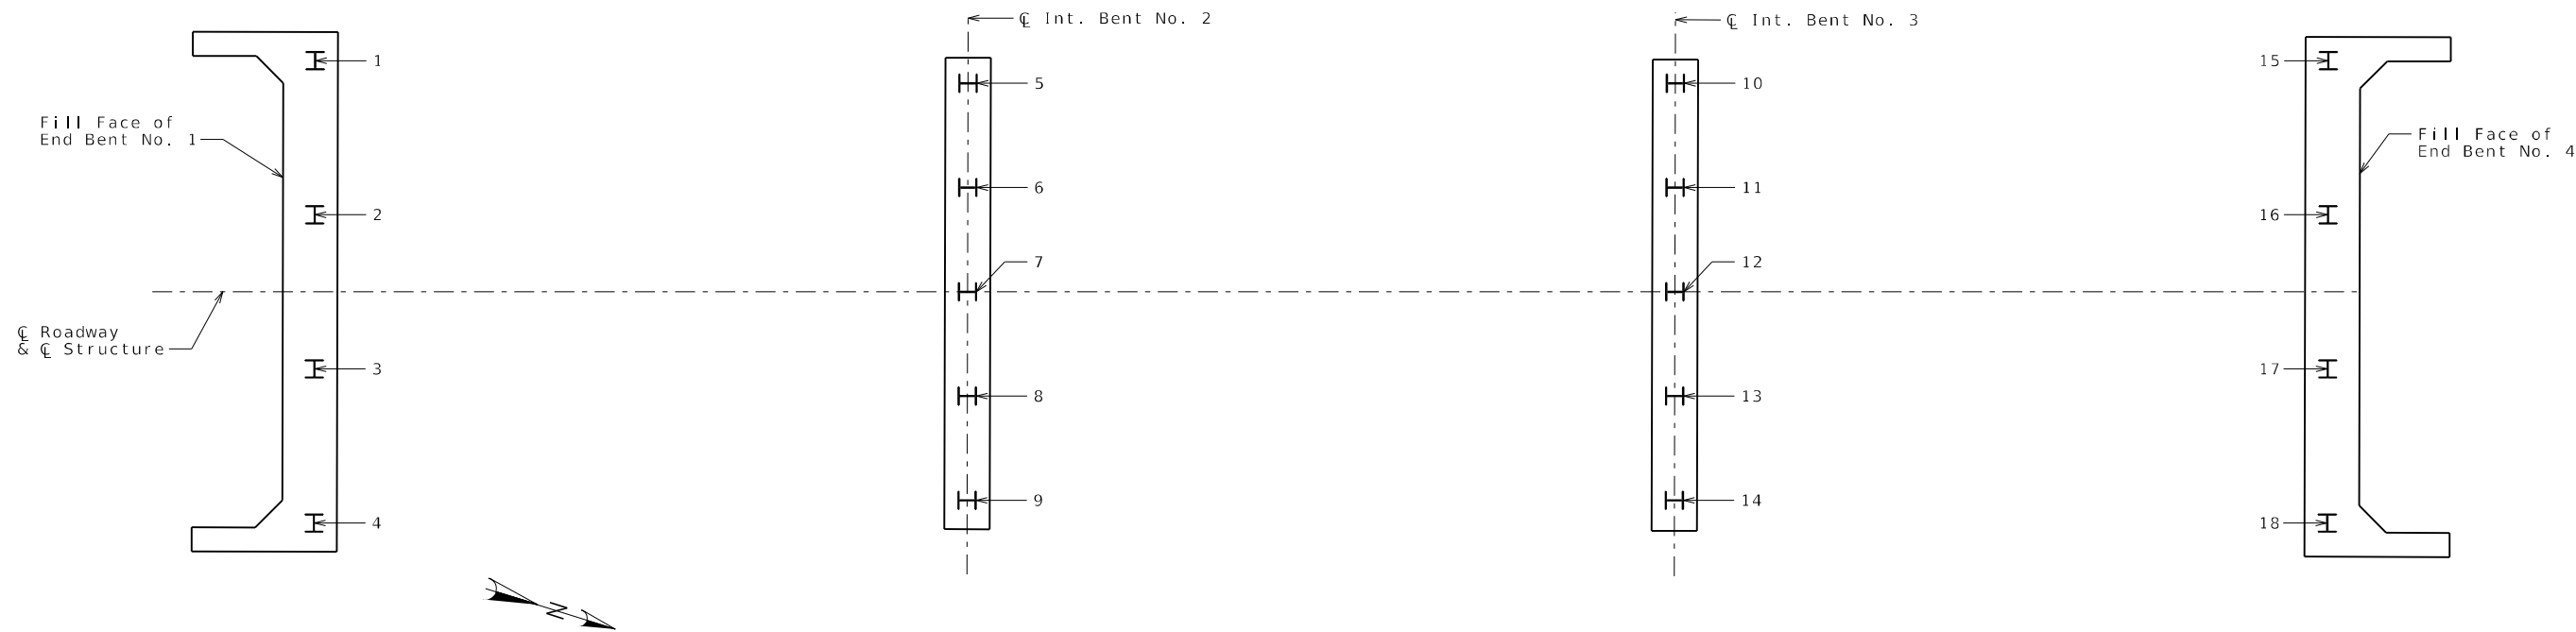 ℄ Int. Bent No. 2
℄ Int. Bent No. 3
1
15
5
10
Fill Face of
End Bent No. 1
Fill Face of
End Bent No. 4
6
11
2
16
7
12
℄ Roadway
& ℄ Structure
3
17
8
13
9
14
4
18
N